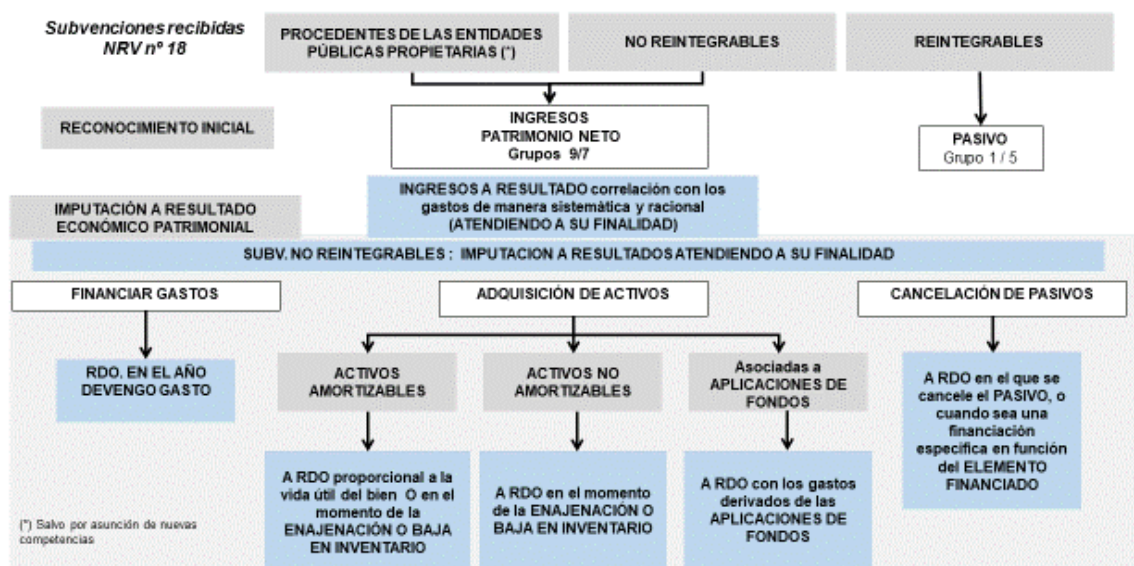 Subvenciones recibidas
NRV nº 18
PROCEDENTES DE LAS ENTIDADES
PÚBLICAS PROPIETARIAS (*)
NO REINTEGRABLES
REINTEGRABLES
RECONOCIMIENTO INICIAL
INGRESOS
PATRIMONIO NETO
Grupos 9/7
PASIVO
Grupo 1 / 5
IMPUTACIÓN A RESULTADO
ECONÓMICO PATRIMONIAL
INGRESOS A RESULTADO correlación con los
gastos de manera sistemática y racional
(ATENDIENDO A SU FINALIDAD)
SUBV. NO REINTEGRABLES : IMPUTACION A RESULTADOS ATENDIENDO A SU FINALIDAD
FINANCIAR GASTOS
ADQUISICIÓN DE ACTIVOS
CANCELACIÓN DE PASIVOS
RDO. EN EL AÑO
DEVENGO GASTO
ACTIVOS
AMORTIZABLES
ACTIVOS NO
AMORTIZABLES
Asociadas a
APLICACIONES DE
FONDOS
A RDO en el que se
cancele el PASIVO, o
cuando sea una
financiación
específica en función
del ELEMENTO
FINANCIADO
A RDO proporcional a la
vida útil del bien O en el
momento de la
ENAJENACIÓN O BAJA
EN INVENTARIO
A RDO en el momento
de la ENAJENACIÓN O
BAJA EN INVENTARIO
A RDO con los gastos
derivados de las
APLICACIONES DE
FONDOS
(*) Salvo por asunción de nuevas
competencias